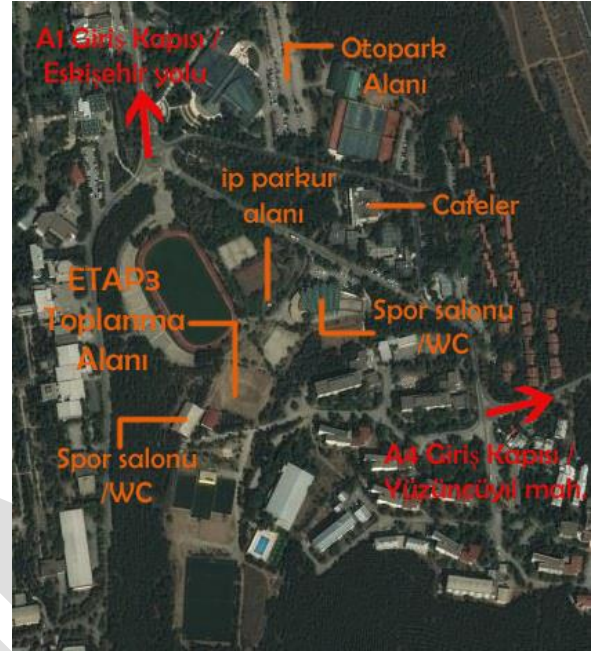 A1 Giriş Kapısı /
Eskişehir yolu
Otopark
Alanı
ip parkur
alanı
Cafeler
ETAP3
Toplanma
Alanı
Spor salonu
/WC
Spor salonu
/WC
A4 Giriş Kapısı /
Yüzüncüyıl mah.